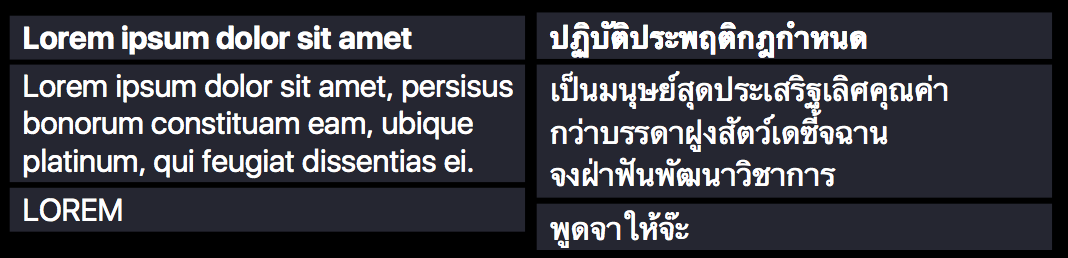 Lorem ipsum dolor sit amet
Lorem ipsum dolor sit amet, persisus
bonorum constituam eam, ubique
platinum, qui feugiat dissentias ei.
LOREM
ปฏิบัติประพฤติกฎกำหนด
เป็นมนุษย์สุดประเสริฐเลิศคุณค่า
กว่าบรรดาฝูงสัตว์เดซี้จฉาน
จงฝ่าฟันพัฒนาวิชาการ
พูดจาให้จ๊ะ